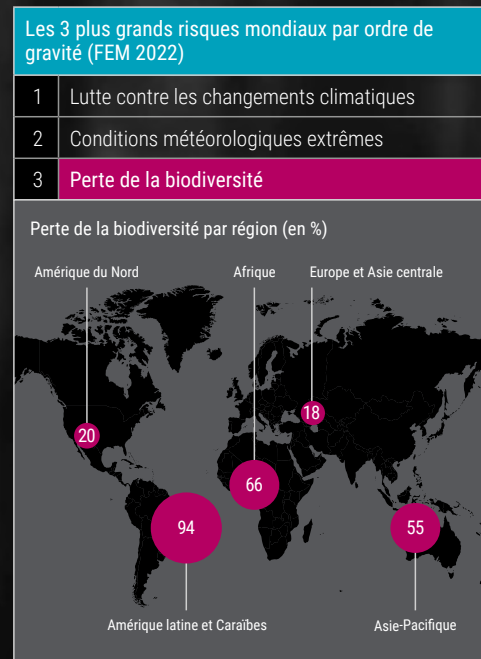 Les 3 plus grands risques mondiaux par ordre de
gravité (FEM 2022)
1 Lutte contre les changements climatiques
2 Conditions météorologiques extrêmes
3 Perte de la biodiversité
Perte de la biodiversité par région (en %)
Amérique du Nord Afrique Europe et Asie centrale
18
20
66
94 55
Amérique latine et Caraïbes Asie-Pacifique